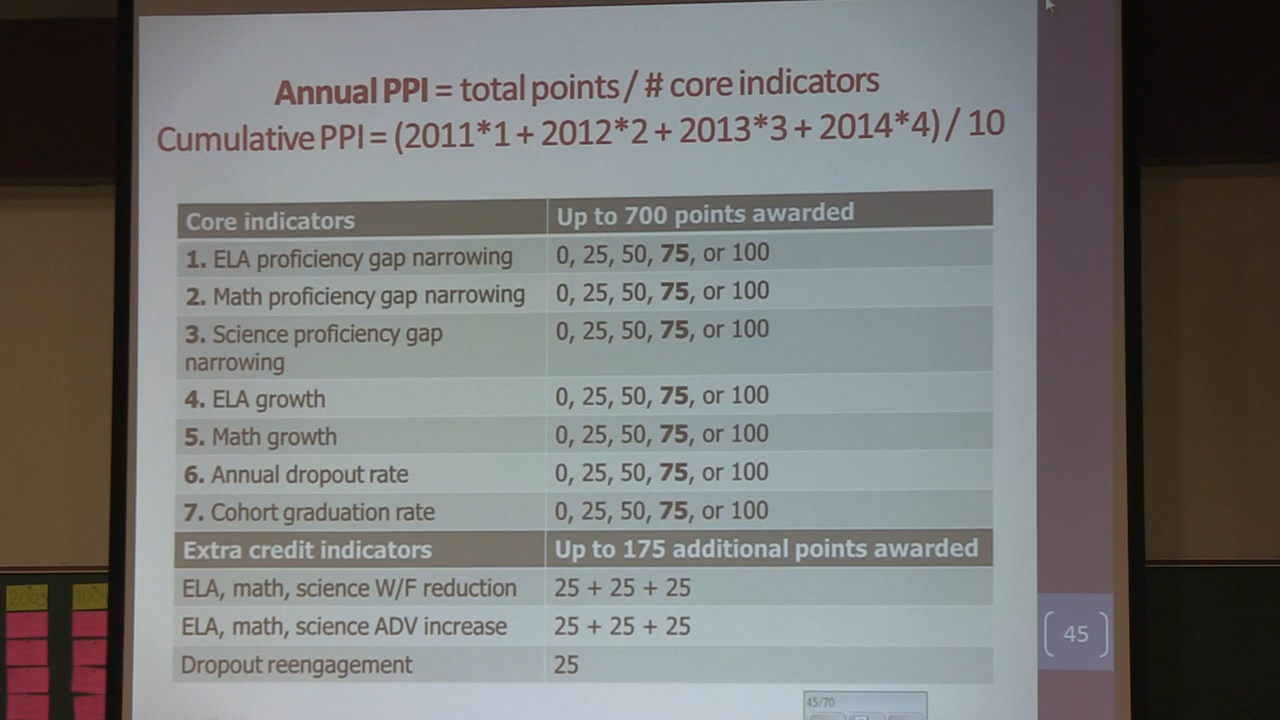 Annual PPI = total points / # core indicators
Cumulative PPI = (2011*1 + 2012*2 + 2013*3 + 2014*4) / 10
Core indicators Up to 700 points awarded
1. ELA proficiency gap narrowing 0, 25, 50, 75, or 100
2. Math proficiency gap narrowing 0, 25, 50, 75, or 100
3. Science proficiency gap 0, 25, 50, 75, or 100
narrowing
4. ELA growth 0, 25, 50, 75, or 100
5. Math growth 0, 25, 50, 75, or 100
6. Annual dropout rate 0, 25, 50, 75, or 100
7. Cohort graduation rate 0, 25, 50, 75, or 100
Extra credit indicators Up to 175 additional points awarded
ELA, math, science W/F reduction 25 + 25 + 25
ELA, math, science ADV increase 25 + 25 + 25
Dropout reengagement 25
45
45/70
2003